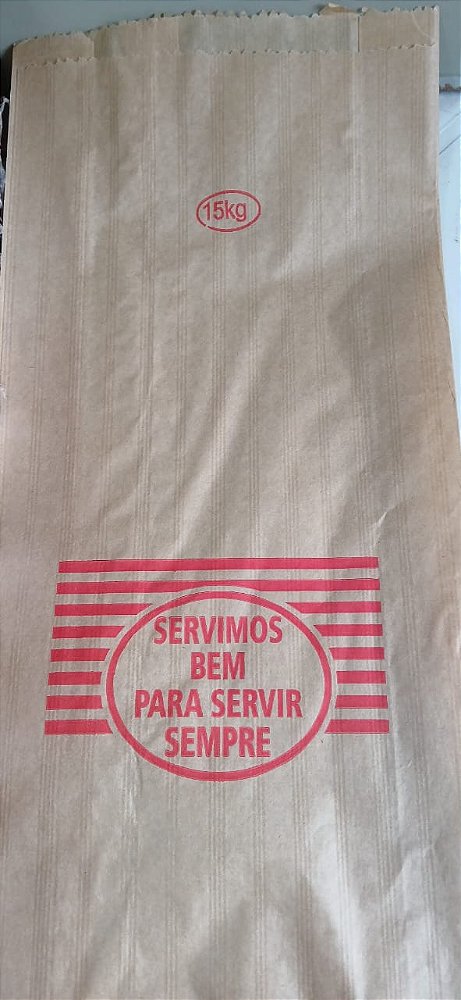 15kg
SERVIMOS
BEM
PARA SERVIR
SEMPRE